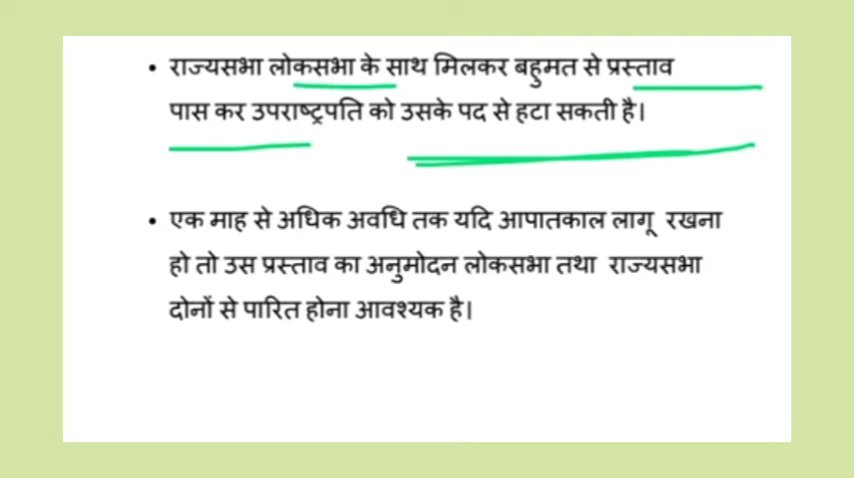 • राज्यसभा लोकसभा के साथ मिलकर बहुमत से प्रस्ताव
पास कर उपराष्ट्रपति को उसके पद से हटा सकती है।
• एक माह से अधिक अवधि तक यदि आपातकाल लागू रखना
हो तो उस प्रस्ताव का अनुमोदन लोकसभा तथा राज्यसभा
दोनों से पारित होना आवश्यक है।